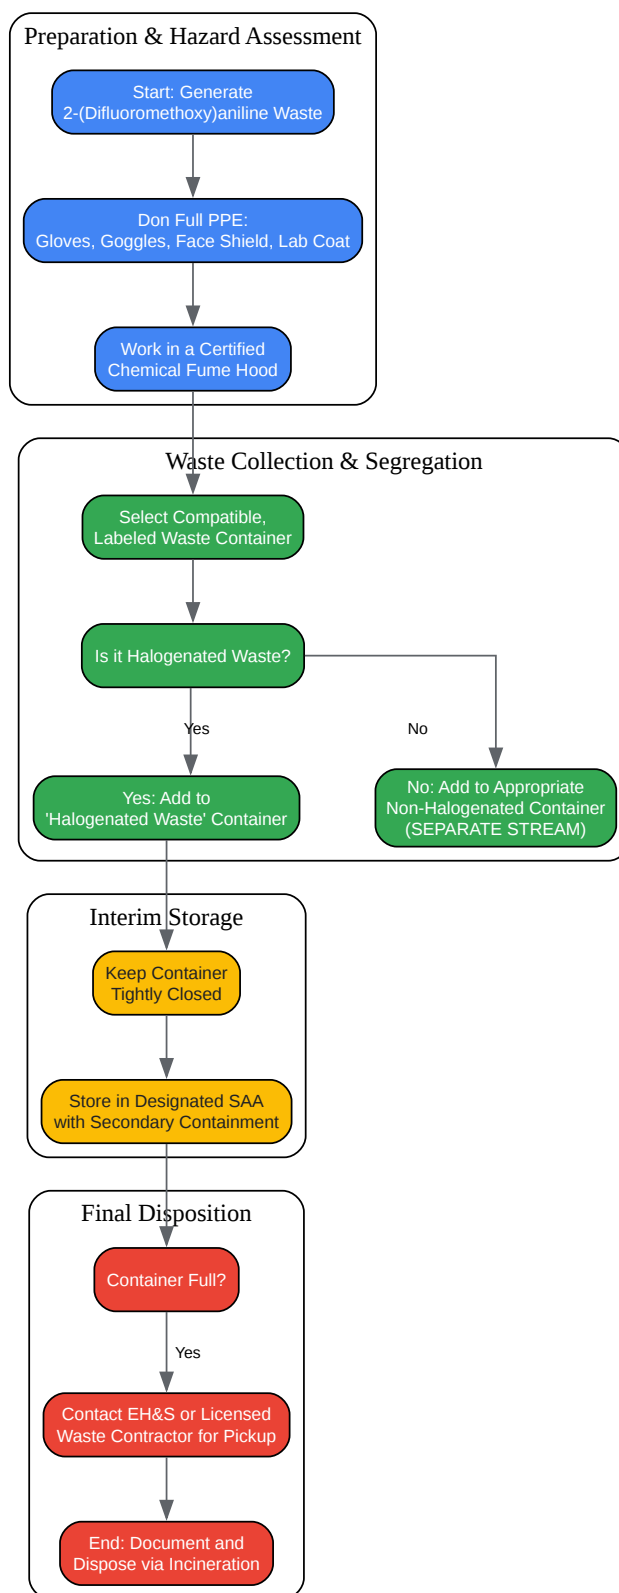 Preparation & Hazard Assessment
Start: Generate
2-(Difluoromethoxy)aniline Waste
Don Full PPE:
Gloves, Goggles, Face Shield, Lab Coat
Work in a Certified
Chemical Fume Hood
Waste Collection & Segregation
Select Compatible,
Labeled Waste Container
Is it Halogenated Waste?
Yes
No
Yes: Add to
'Halogenated Waste' Container
No: Add to Appropriate
Non-Halogenated Container
(SEPARATE STREAM)
Interim Storage
Keep Container
Tightly Closed
Store in Designated SAA
with Secondary Containment
Final Disposition
Container Full?
Yes
Contact EH&S or Licensed
Waste Contractor for Pickup
End: Document and
Dispose via Incineration